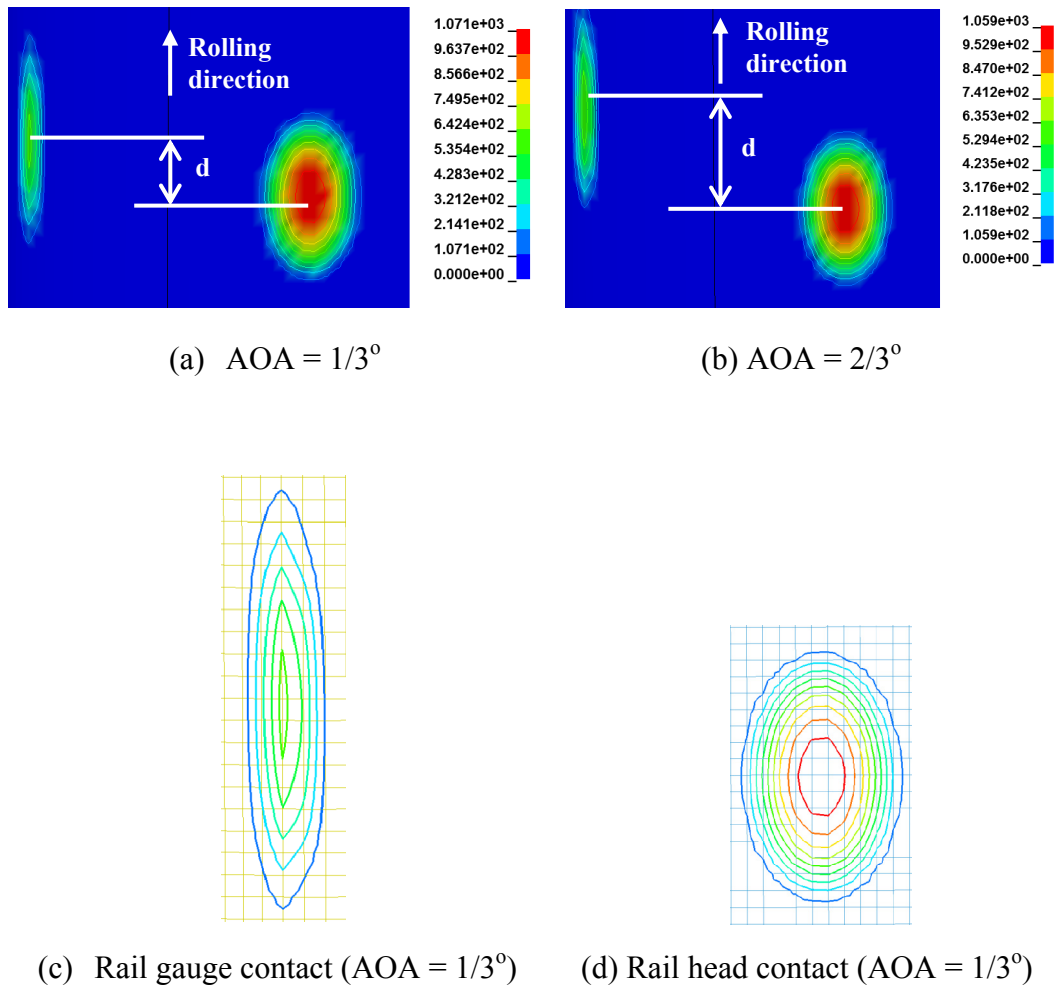 Rolling
direction
d
1.071e+03
9.637e+02
8.566e+02
7.495e+02
6.424e+02
5.354e+02
4.283e+02
3.212e+02
2.141e+02
1.071e+02
0.000e+00
Rolling
direction
d
1.059e+03
9.529e+02
8.470e+02
7.412e+02
6.353e+02
5.294e+02
4.235e+02
3.176e+02
2.118e+02
1.059e+02
0.000e+00
(a) AOA = 1/3°
(b) AOA = 2/3°
(c) Rail gauge contact (AOA = 1/3°)
(d) Rail head contact (AOA = 1/3°)